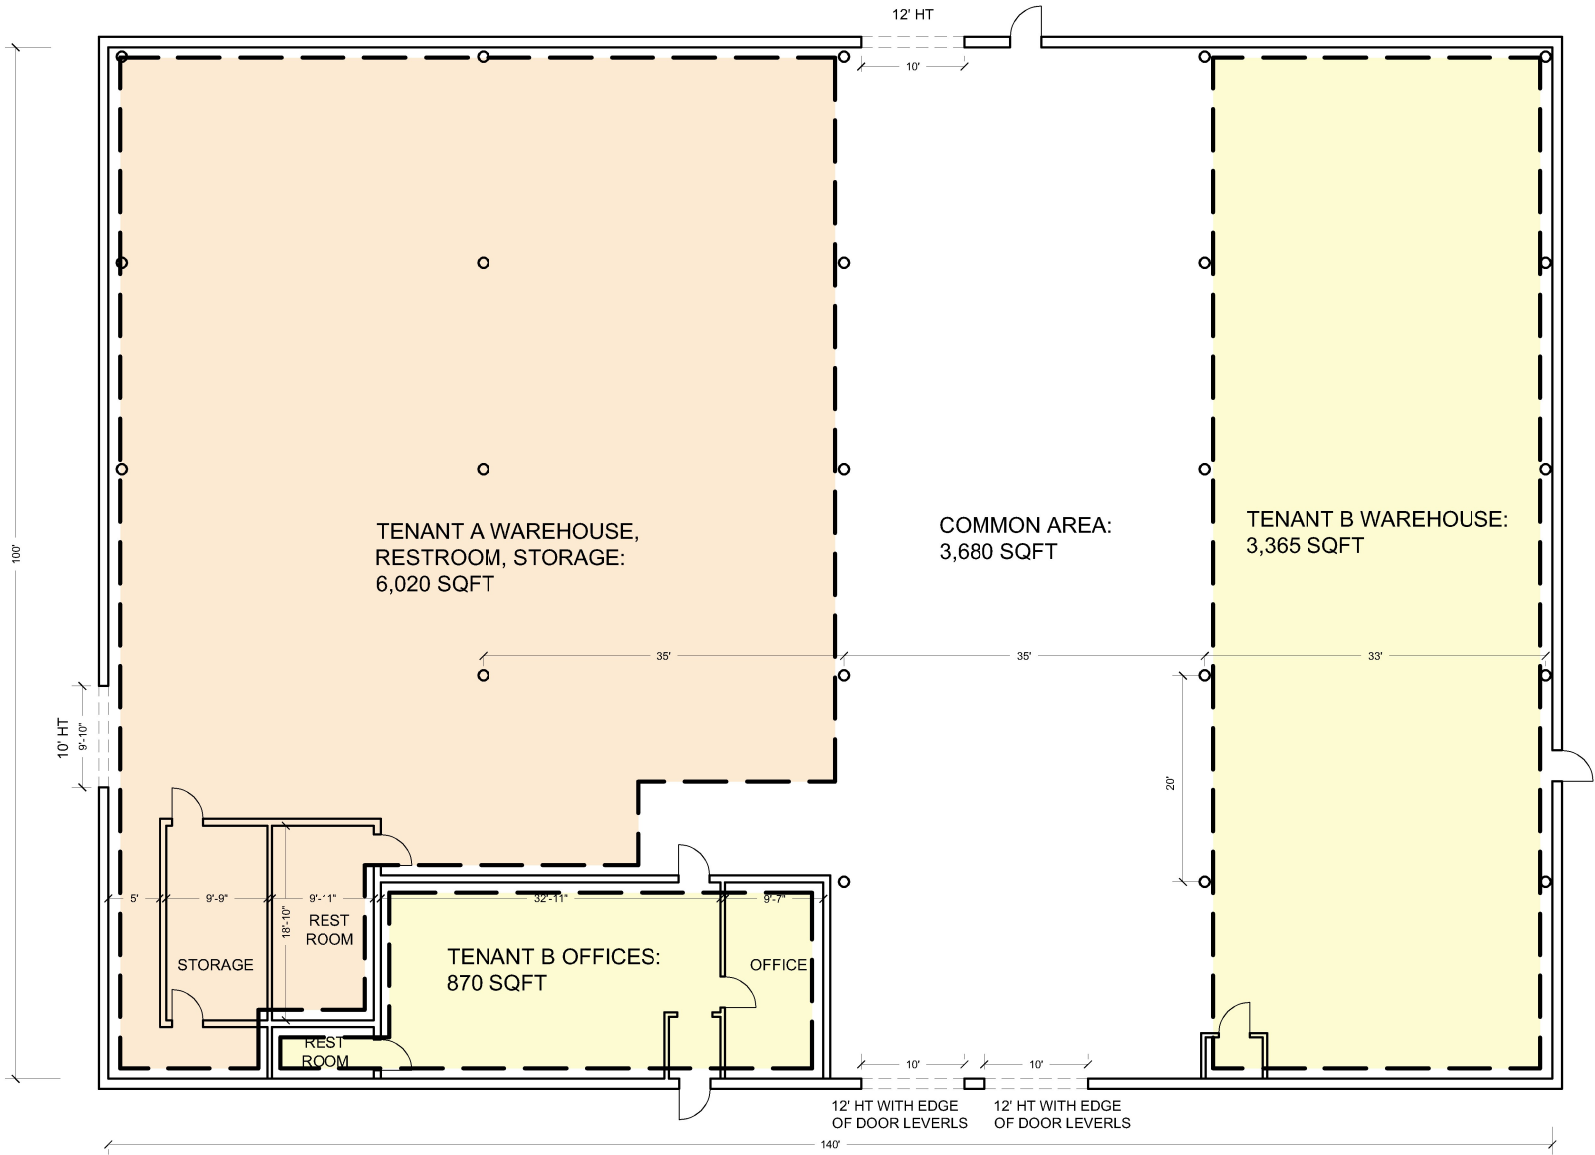 12' HT
10'
TENANT A WAREHOUSE,
RESTROOM, STORAGE:
6,020 SQFT
COMMON AREA:
3,680 SQFT
TENANT B WAREHOUSE:
3,365 SQFT
100'
35'
35'
33'
10' HT
9'-10"
20'
5'
9'-9"
9'-11"
32'-11"
9'-7"
18'-10"
REST
ROOM
STORAGE
TENANT B OFFICES:
870 SQFT
OFFICE
REST
ROOM
10'
10'
12' HT WITH EDGE
OF DOOR LEVERLS
12' HT WITH EDGE
OF DOOR LEVERLS
140'